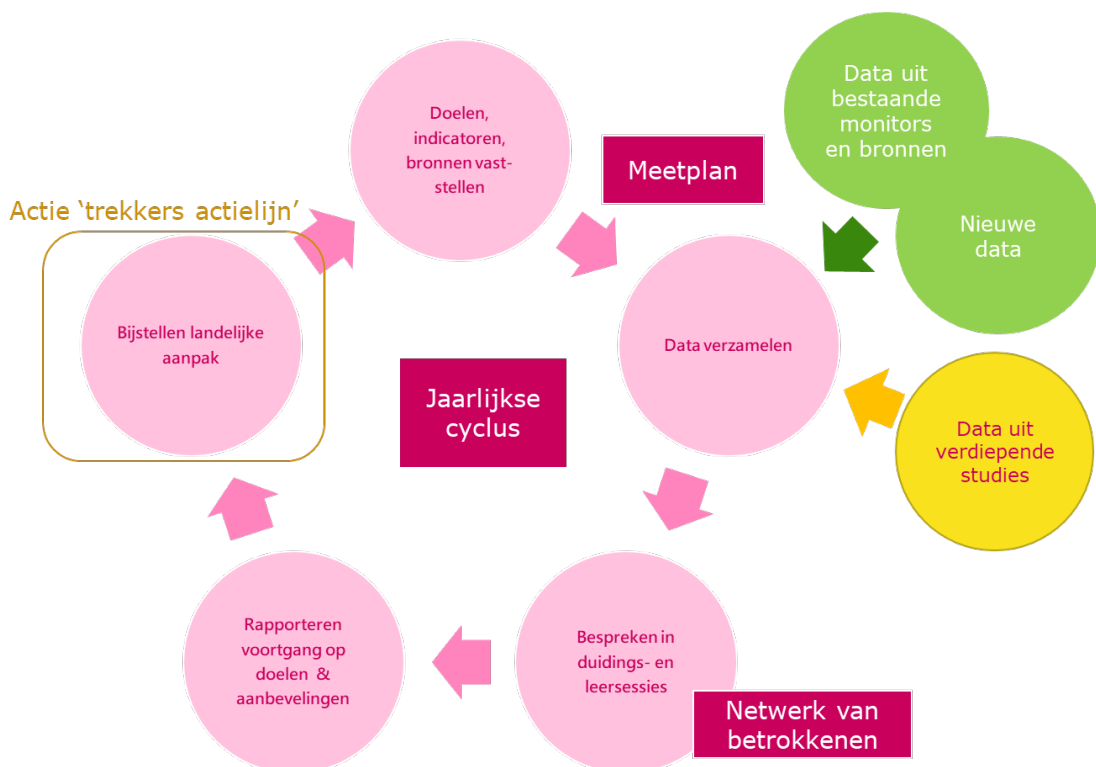 Doelen,
indicatoren,
bronnen vast-
stellen
Meetplan
Data uit
bestaande
monitors
en bronnen
Nieuwe
data
Actie ‘trekkers actielijn’
Bijstellen landelijke
aanpak
Data verzamelen
Jaarlijkse
cyclus
Data uit
verdiepende
studies
Rapporteren
voortgang op
doelen &
aanbevelingen
Bespreken in
duidings- en
leersessies
Netwerk van
betrokkenen